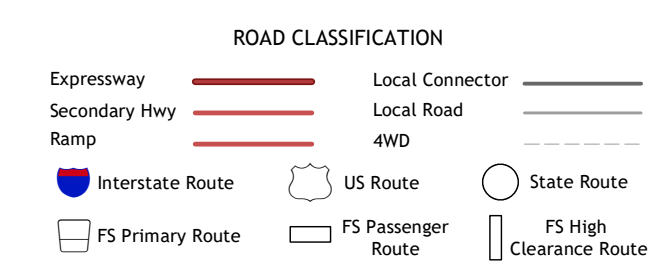 ROAD CLASSIFICATION
Expressway
Local Connector
Secondary Hwy
Local Road
Ramp
4WD
Interstate Route
US Route
State Route
FS Primary Route
FS Passenger
Route
FS High
Clearance Route